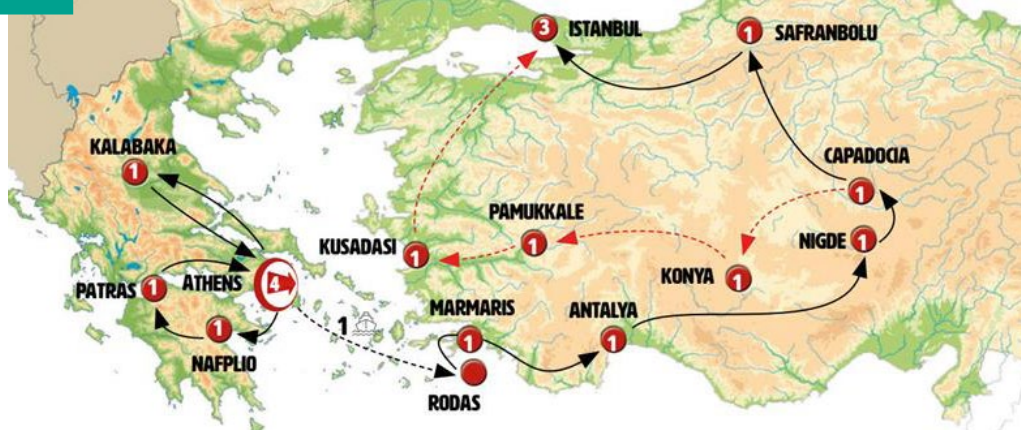 3 ISTANBUL
1 SAFRANBOLU
KALABAKA
1
CAPADOCIA
1
PAMUKKALE
1
NIGDE 1
KUSADASI 1
KONYA 1
PATRAS 1
ATHENS 4
MARMARIS
1
ANTALYA
1
1
1
NAFPLIO
RODAS